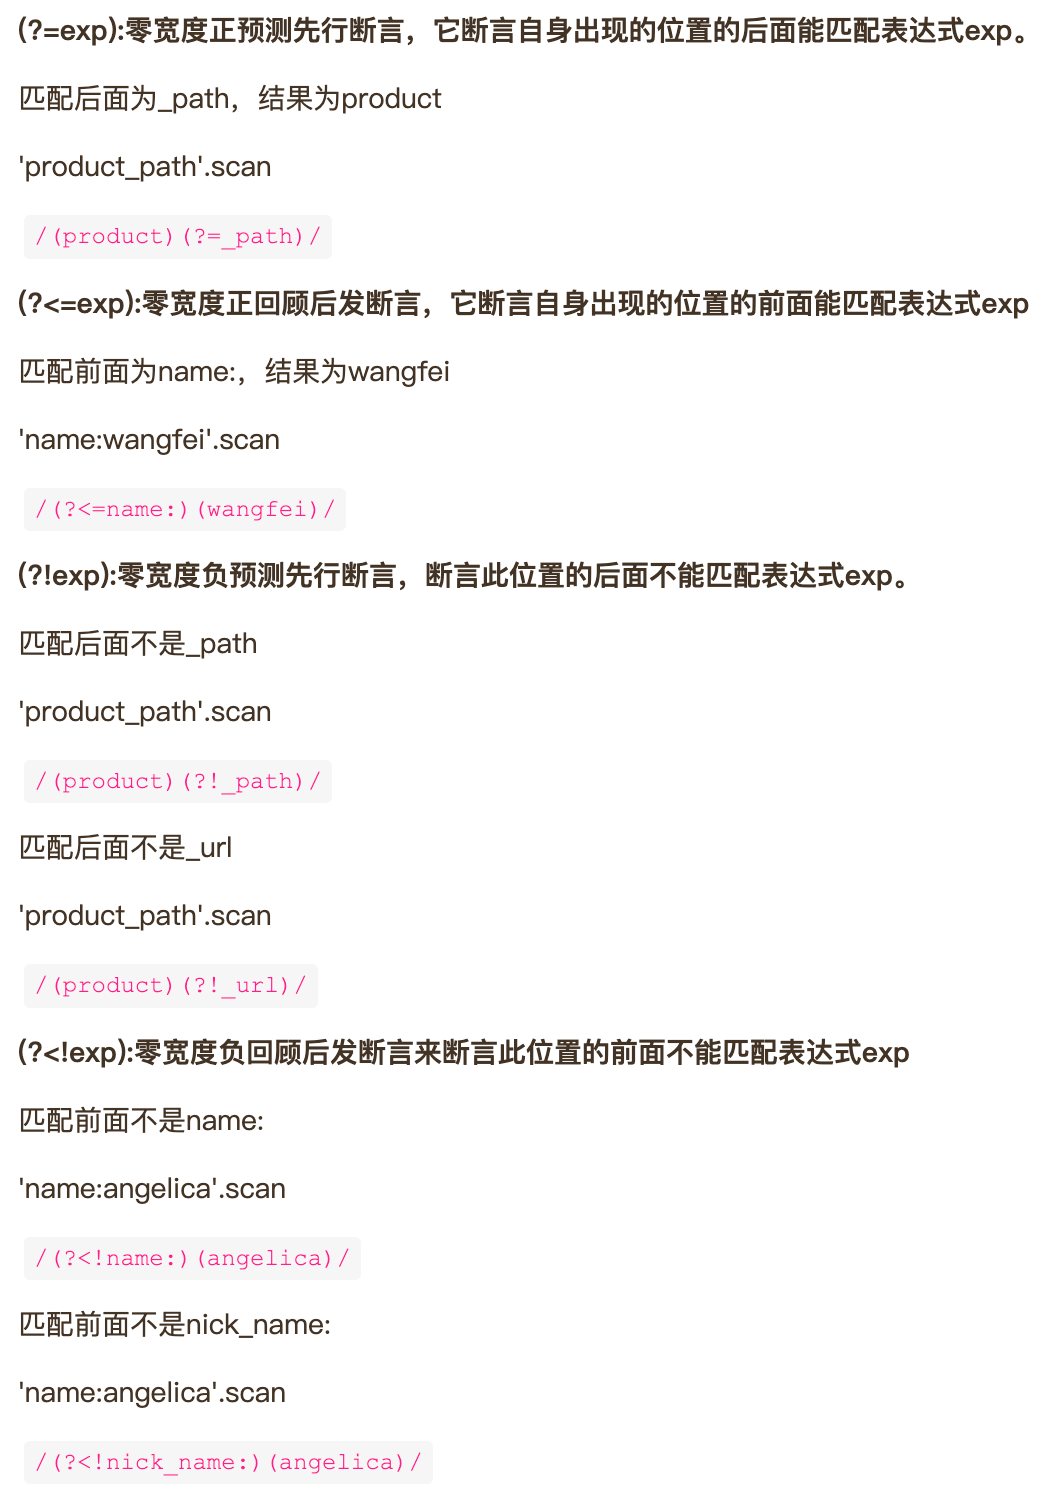 (?=exp):零宽度正预测先行断言，它断言自身出现的位置的后面能匹配表达式exp。
匹配后面为_path，结果为product
'product_path'.scan
/(product)(?=_path)/
(?<=exp):零宽度正回顾后发断言，它断言自身出现的位置的前面能匹配表达式exp
匹配前面为name:，结果为wangfei
'name:wangfei'.scan
/(?<=name:)(wangfei)/
(?!exp):零宽度负预测先行断言，断言此位置的后面不能匹配表达式exp。
匹配后面不是_path
'product_path'.scan
/(product)(?!_path)/
匹配后面不是_url
'product_path'.scan
/(product)(?!_url)/
(?<!exp):零宽度负回顾后发断言来断言此位置的前面不能匹配表达式exp
匹配前面不是name:
'name:angelica'.scan
/(?<!name:)(angelica)/
匹配前面不是nick_name:
'name:angelica'.scan
/(?<!nick_name:)(angelica)/